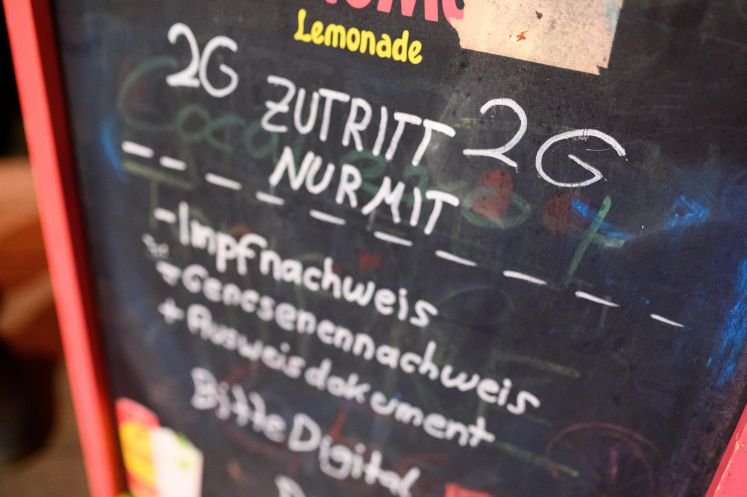 Lemonade
2G ZUTRITT 2G
NUR MIT
- Impfnachweis
- Genesenennachweis
+ Ausweisdokument
Bitte Digital